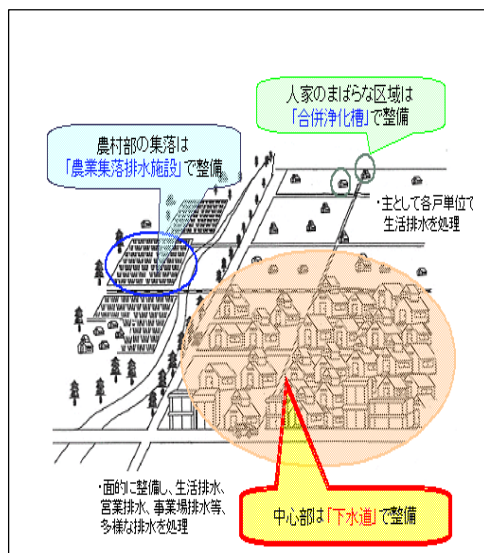 人家のまばらな区域は
「合併浄化槽」で整備
農村部の集落は
「農業集落排水施設」で整備
・主として各戸単位で
生活排水を処理
・面的に整備し、生活排水、
営業排水、事業場排水等、
多様な排水を処理
中心部は「下水道」で整備